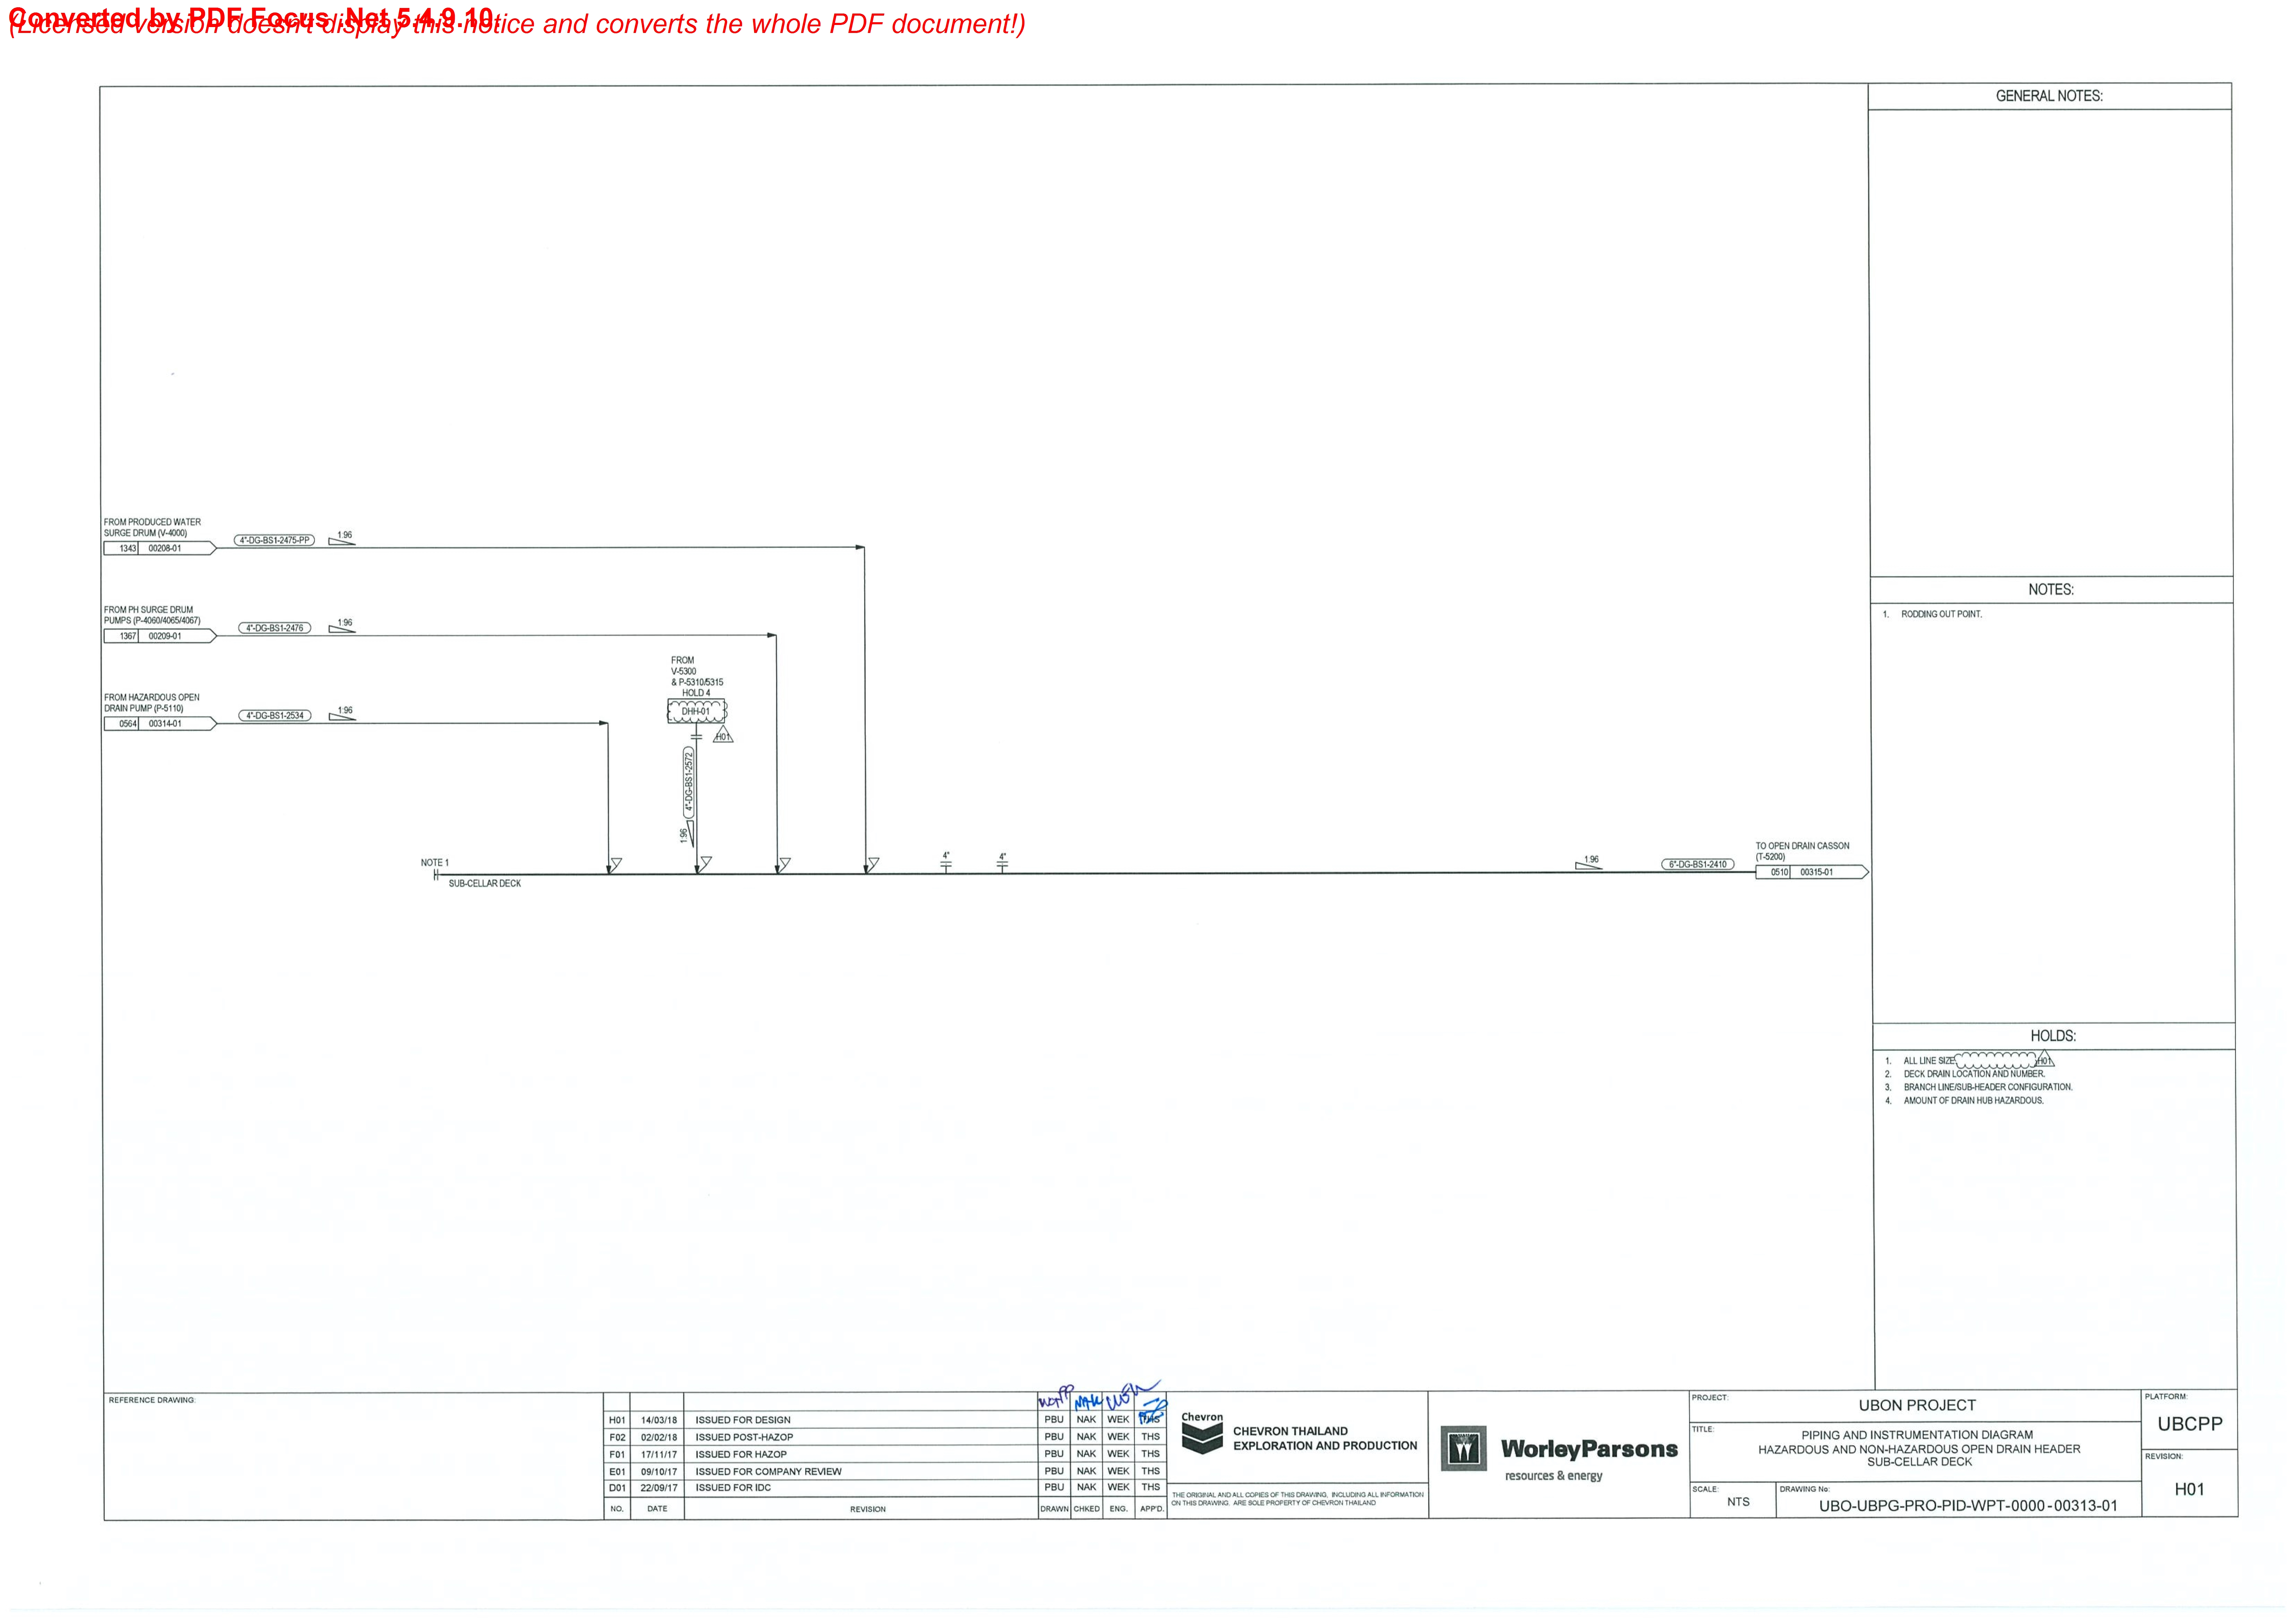 Converted by PDF Focus .Net 5.4.9.10.
(Licensed version doesn't display this notice and converts the whole PDF document!)
GENERAL NOTES:
FROM PRODUCED WATER
SURGE DRUM (V-4000)
1343 00208-01
4"-DG-BS1-2475-PP
1.96
FROM PH SURGE DRUM
PUMPS (P-4060/4065/4067)
1367 00209-01
4"-DG-BS1-2476
1.96
FROM HAZARDOUS OPEN
DRAIN PUMP (P-5110)
0564 00314-01
4"-DG-BS1-2534
1.96
FROM
V-5300
& P-5310/5315
HOLD 4
DHH-01
H01
4"-DG-BS1-2572
1.96
NOTE 1
SUB-CELLAR DECK
4"
4"
1.96
6"-DG-BS1-2410
TO OPEN DRAIN CASSON
(T-5200)
0510 00315-01
NOTES:
1. RODDING OUT POINT.
HOLDS:
1. ALL LINE SIZE. H01
2. DECK DRAIN LOCATION AND NUMBER.
3. BRANCH LINE/SUB-HEADER CONFIGURATION.
4. AMOUNT OF DRAIN HUB HAZARDOUS.
REFERENCE DRAWING:
H01 14/03/18 ISSUED FOR DESIGN PBU NAK WEK THS
F02 02/02/18 ISSUED POST-HAZOP PBU NAK WEK THS
F01 17/11/17 ISSUED FOR HAZOP PBU NAK WEK THS
E01 09/10/17 ISSUED FOR COMPANY REVIEW PBU NAK WEK THS
D01 22/09/17 ISSUED FOR IDC PBU NAK WEK THS
NO. DATE REVISION DRAWN CHKED ENG. APP'D.
Chevron
CHEVRON THAILAND
EXPLORATION AND PRODUCTION
THE ORIGINAL AND ALL COPIES OF THIS DRAWING, INCLUDING ALL INFORMATION
ON THIS DRAWING. ARE SOLE PROPERTY OF CHEVRON THAILAND
WorleyParsons
resources & energy
PROJECT:
UBON PROJECT
TITLE:
PIPING AND INSTRUMENTATION DIAGRAM
HAZARDOUS AND NON-HAZARDOUS OPEN DRAIN HEADER
SUB-CELLAR DECK
SCALE:
NTS
DRAWING No:
UBO-UBPG-PRO-PID-WPT-0000-00313-01
PLATFORM:
UBCPP
REVISION:
H01